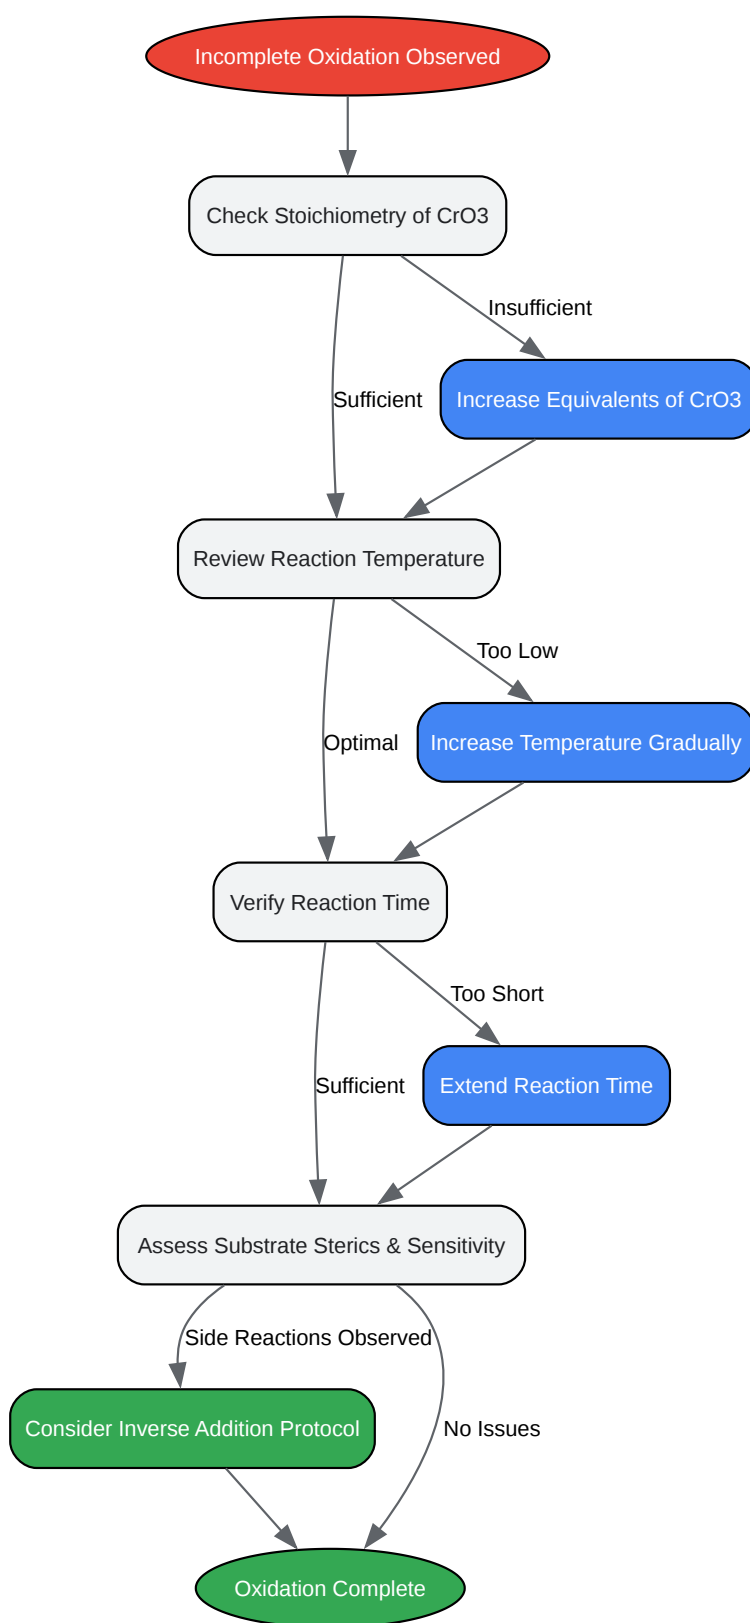 Incomplete Oxidation Observed
Check Stoichiometry of CrO3
Insufficient
Sufficient
Increase Equivalents of CrO3
Review Reaction Temperature
Too Low
Optimal
Increase Temperature Gradually
Verify Reaction Time
Too Short
Sufficient
Extend Reaction Time
Assess Substrate Sterics & Sensitivity
Side Reactions Observed
Consider Inverse Addition Protocol
No Issues
Oxidation Complete